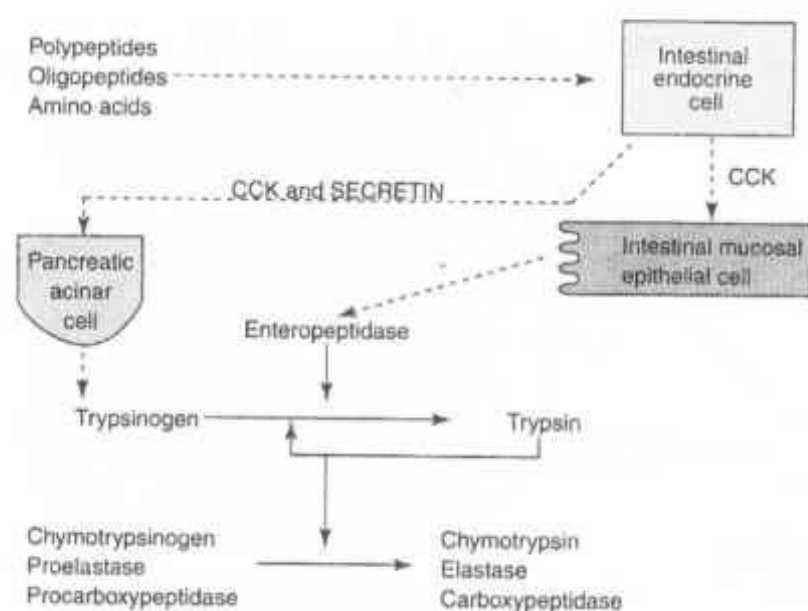 Polypeptides
Oligopeptides
Amino acids
Intestinal
endocrine
cell
CCK and SECRETIN
CCK
Pancreatic
acinar
cell
Intestinal mucosal
epithelial cell
Enteropeptidase
Trypsinogen
Trypsin
Chymotrypsinogen
Proelastase
Procarboxypeptidase
Chymotrypsin
Elastase
Carboxypeptidase